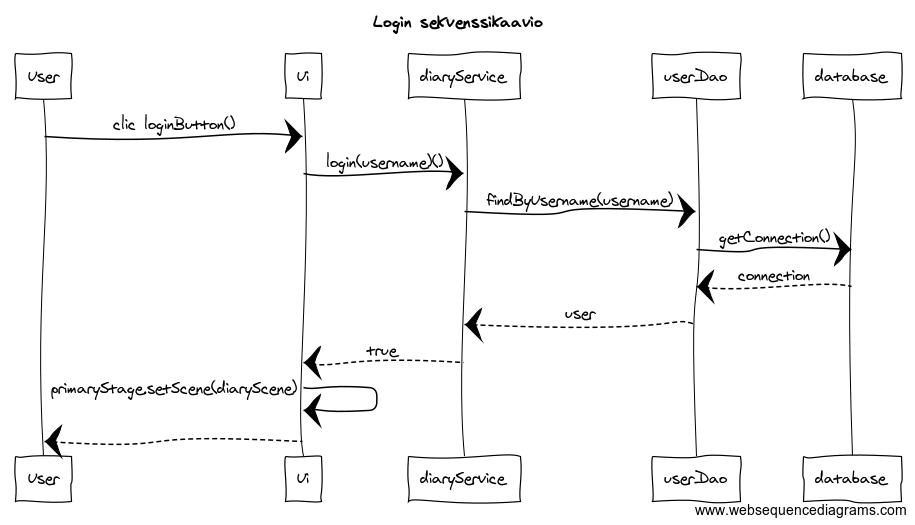 Login sekvenssikaavio
User
Ui
diaryService
userDao
database
clic loginButton()
login(username)()
findByUsername(username)
getConnection()
connection
user
true
primaryStage.setScene(diaryScene)
User
Ui
diaryService
userDao
database
www.websequencediagrams.com